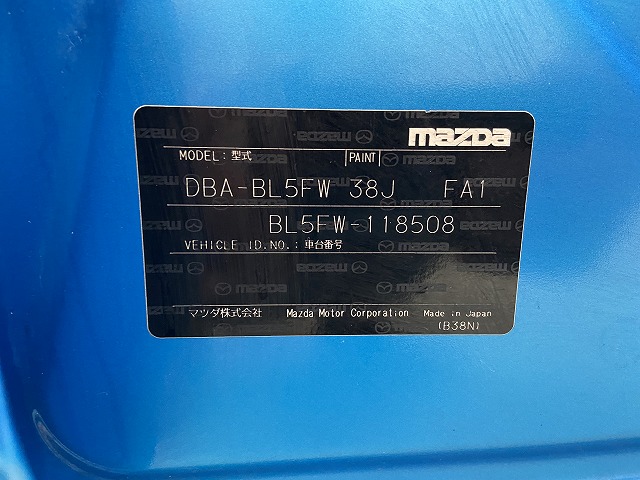 mazda
MODEL: 型式 PAINT
DBA-BL5FW 38J FA1
BL5FW-118508
VEHICLE ID.NO.: 車台番号
マツダ株式会社 Mazda Motor Corporation Made in Japan
(B38N)